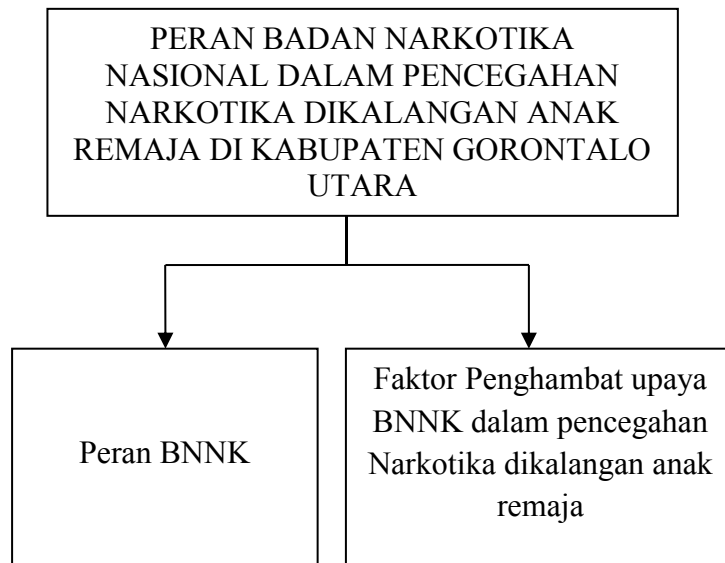 PERAN BADAN NARKOTIKA
NASIONAL DALAM PENCEGAHAN
NARKOTIKA DIKALANGAN ANAK
REMAJA DI KABUPATEN GORONTALO
UTARA
Peran BNNK
Faktor Penghambat upaya
BNNK dalam pencegahan
Narkotika dikalangan anak
remaja